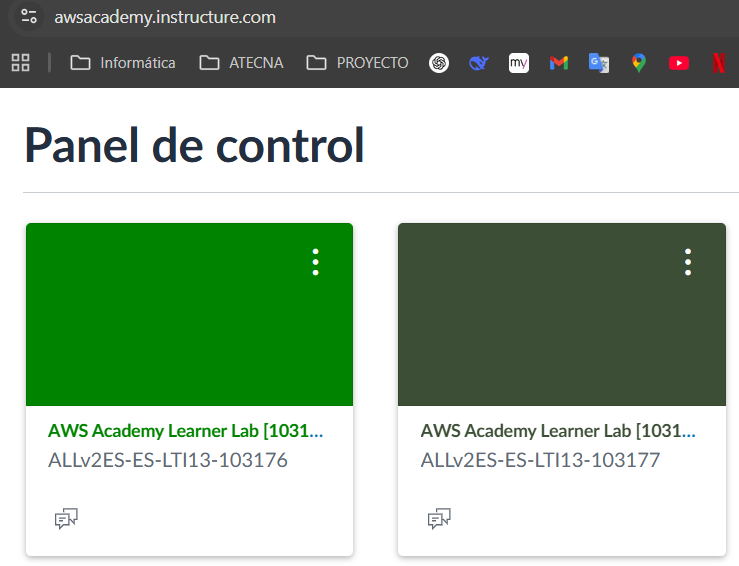 awsacademy.instructure.com
Informática ATECNA PROYECTO my
Panel de control
AWS Academy Learner Lab [1031...
ALLv2ES-ES-LTI13-103176
AWS Academy Learner Lab [1031...
ALLv2ES-ES-LTI13-103177